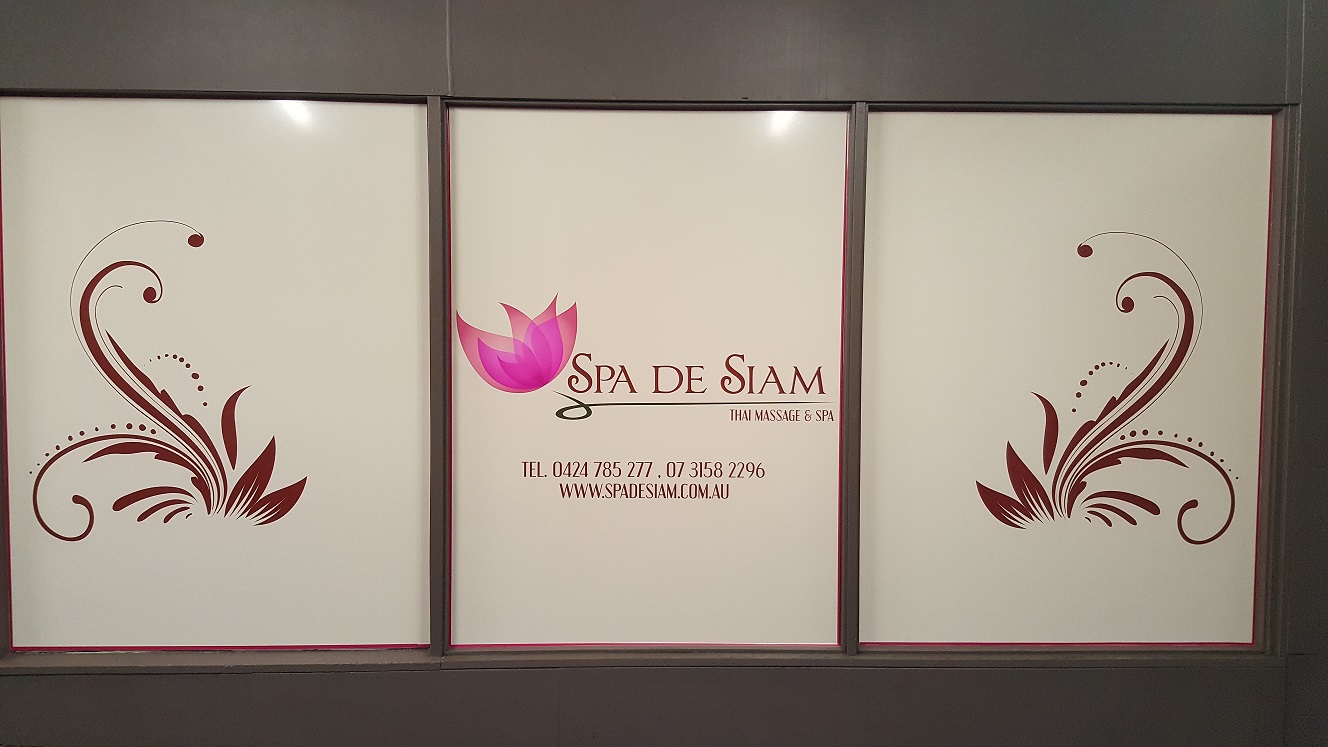 SPA DE SIAM
THAI MASSAGE & SPA
TEL. 0424 785 277 , 07 3158 2296
WWW.SPADESIAM.COM.AU